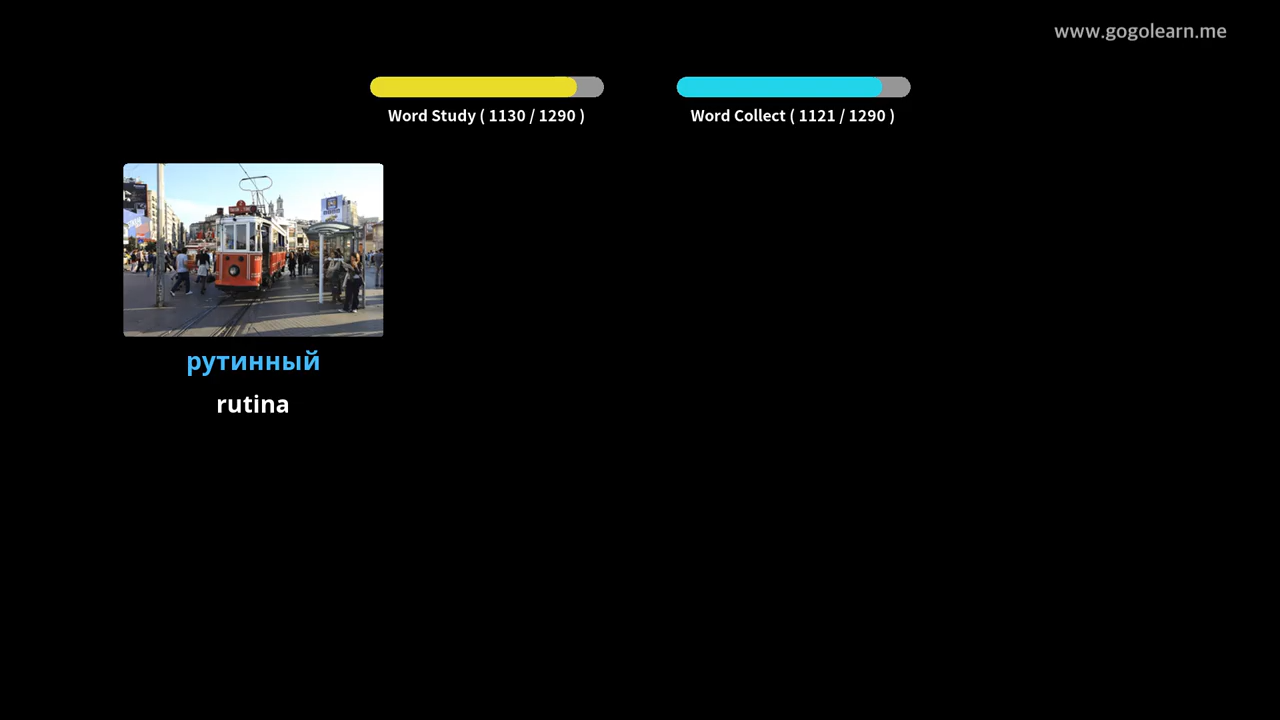 www.gogolearn.me
Word Study ( 1130 / 1290 )
Word Collect ( 1121 / 1290 )
рутинный
rutina